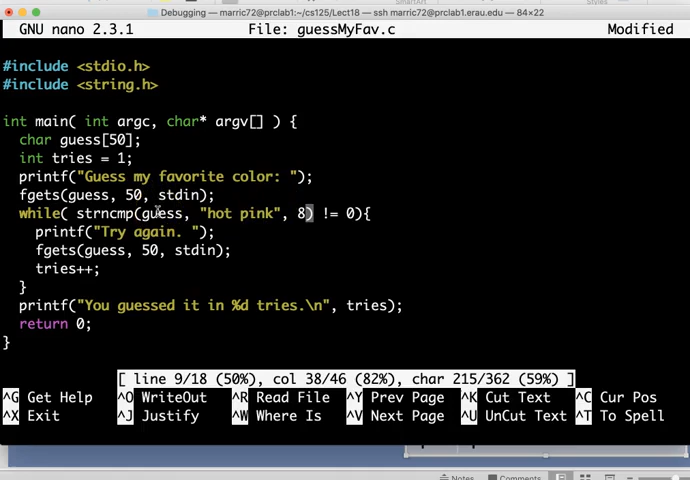 SmartArt
Styles
Debugging — marric72@prclab1:~/cs125/Lect18 — ssh marric72@prclab1.erau.edu — 84×22
GNU nano 2.3.1 File: guessMyFav.c Modified
#include <stdio.h>
#include <string.h>
int main( int argc, char* argv[] ) {
char guess[50];
int tries = 1;
printf("Guess my favorite color: ");
fgets(guess, 50, stdin);
while( strncmp(guess, "hot pink", 8) != 0){
printf("Try again. ");
fgets(guess, 50, stdin);
tries++;
}
printf("You guessed it in %d tries.\n", tries);
return 0;
}
[ line 9/18 (50%), col 38/46 (82%), char 215/362 (59%) ]
^G Get Help ^O WriteOut ^R Read File ^Y Prev Page ^K Cut Text ^C Cur Pos
^X Exit ^J Justify ^W Where Is ^V Next Page ^U UnCut Text ^T To Spell
Notes Comments